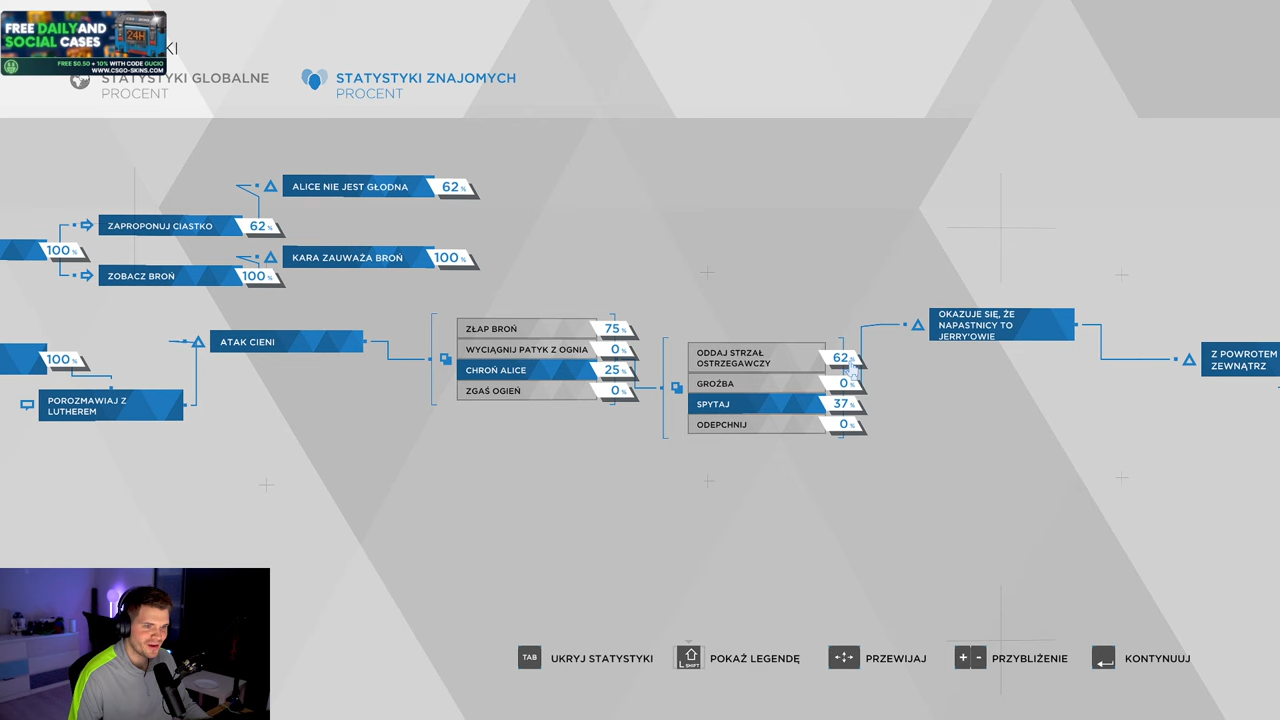 FREE DAILY AND
SOCIAL CASES
24H
FREE $0.50 + 10% WITH CODE GUCIO
WWW.CSGO-SKINS.COM
KI
STATYSTYKI GLOBALNE
PROCENT
STATYSTYKI ZNAJOMYCH
PROCENT
ALICE NIE JEST GŁODNA 62%
ZAPROPONUJ CIASTKO 62%
100%
KARA ZAUWAŻA BROŃ 100%
ZOBACZ BROŃ 100%
ATAK CIENI
100%
POROZMAWIAJ Z
LUTHEREM
ZŁAP BROŃ 75%
WYCIĄGNIJ PATYK Z OGNIA 0%
CHROŃ ALICE 25%
ZGAŚ OGIEŃ 0%
ODDAJ STRZAŁ
OSTRZEGAWCZY 62%
GROŹBA 0%
SPYTAJ 37%
ODEPCHNIJ 0%
OKAZUJE SIĘ, ŻE
NAPASTNICY TO
JERRY'OWIE
Z POWROTEM
ZEWNĄTRZ
TAB UKRYJ STATYSTYKI
L SHIFT POKAŻ LEGENDĘ
PRZEWIJAJ
+ - PRZYBLIŻENIE
KONTYNUUJ